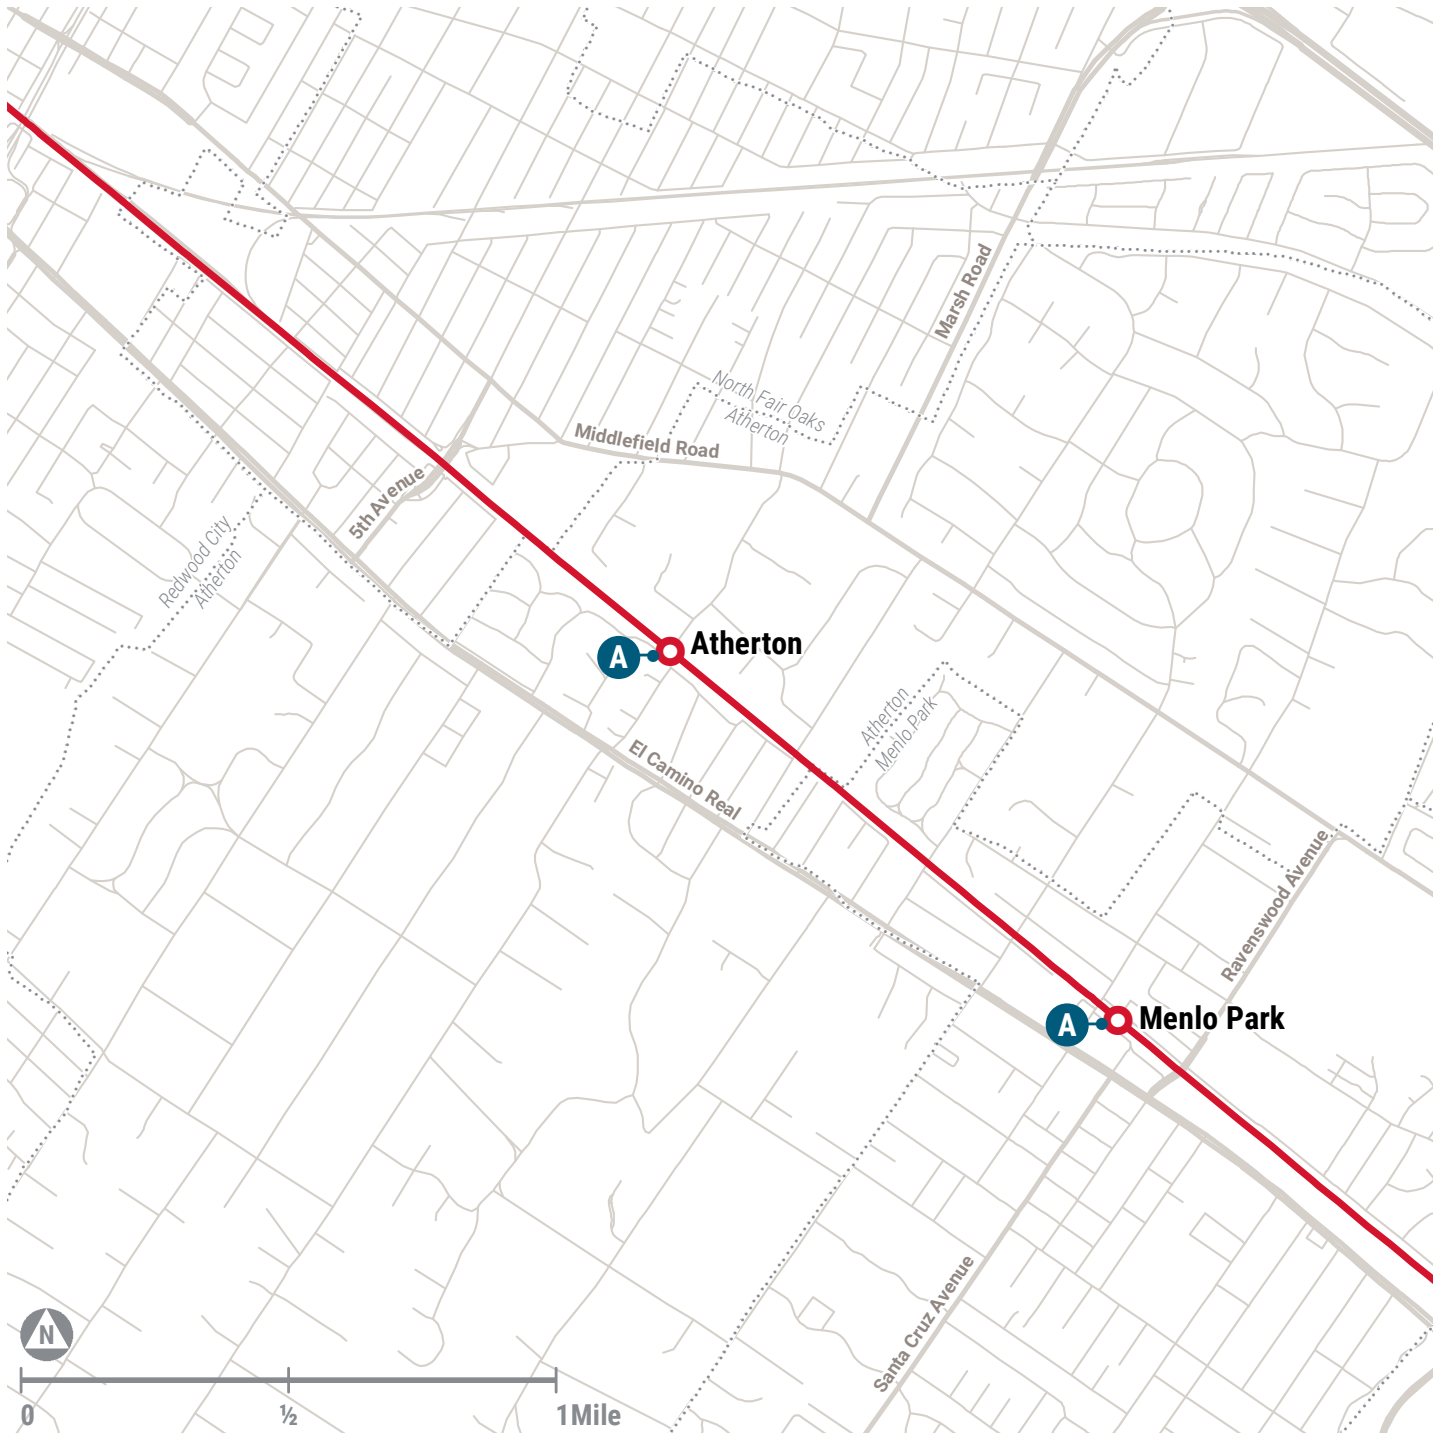 Marsh Road
North Fair Oaks
Atherton
Middlefield Road
5th Avenue
Redwood City
Atherton
A
Atherton
Atherton
Menlo Park
El Camino Real
Ravenswood Avenue
A
Menlo Park
Santa Cruz Avenue
N
0
½
1 Mile